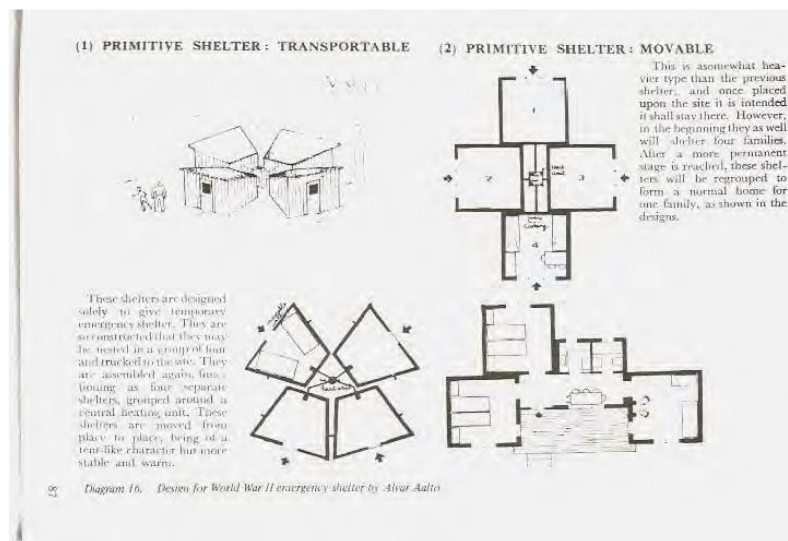 (1) PRIMITIVE SHELTER: TRANSPORTABLE
(2) PRIMITIVE SHELTER: MOVABLE
This is asomewhat hea-
vier type than the previous
shelter, and once placed
upon the site it is intended
it shall stay there. However,
in the beginning they as well
will shelter four families.
After a more permanent
stage is reached, these shel-
ters will be regrouped to
form a normal home for
one family, as shown in the
designs.
1
2
3
4
These shelters are designed
solely to give temporary
emergency shelter. They are
so constructed that they may
be nested in a group of four
and trucked to the site. They
are assembled again, func-
tioning as four separate
shelters, grouped around a
central heating unit. These
shelters are moved from
place to place, being of a
tent-like character but more
stable and warm.
Diagram 16. Design for World War II emergency shelter by Alvar Aalto